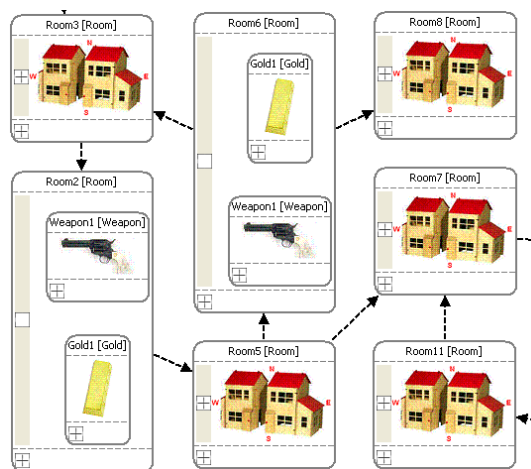 Room3 [Room]
N
W
E
S
Room6 [Room]
Gold1 [Gold]
Weapon1 [Weapon]
Room8 [Room]
N
W
E
S
Room2 [Room]
Weapon1 [Weapon]
Gold1 [Gold]
Room7 [Room]
N
W
E
S
Room5 [Room]
N
W
E
S
Room11 [Room]
N
W
E
S